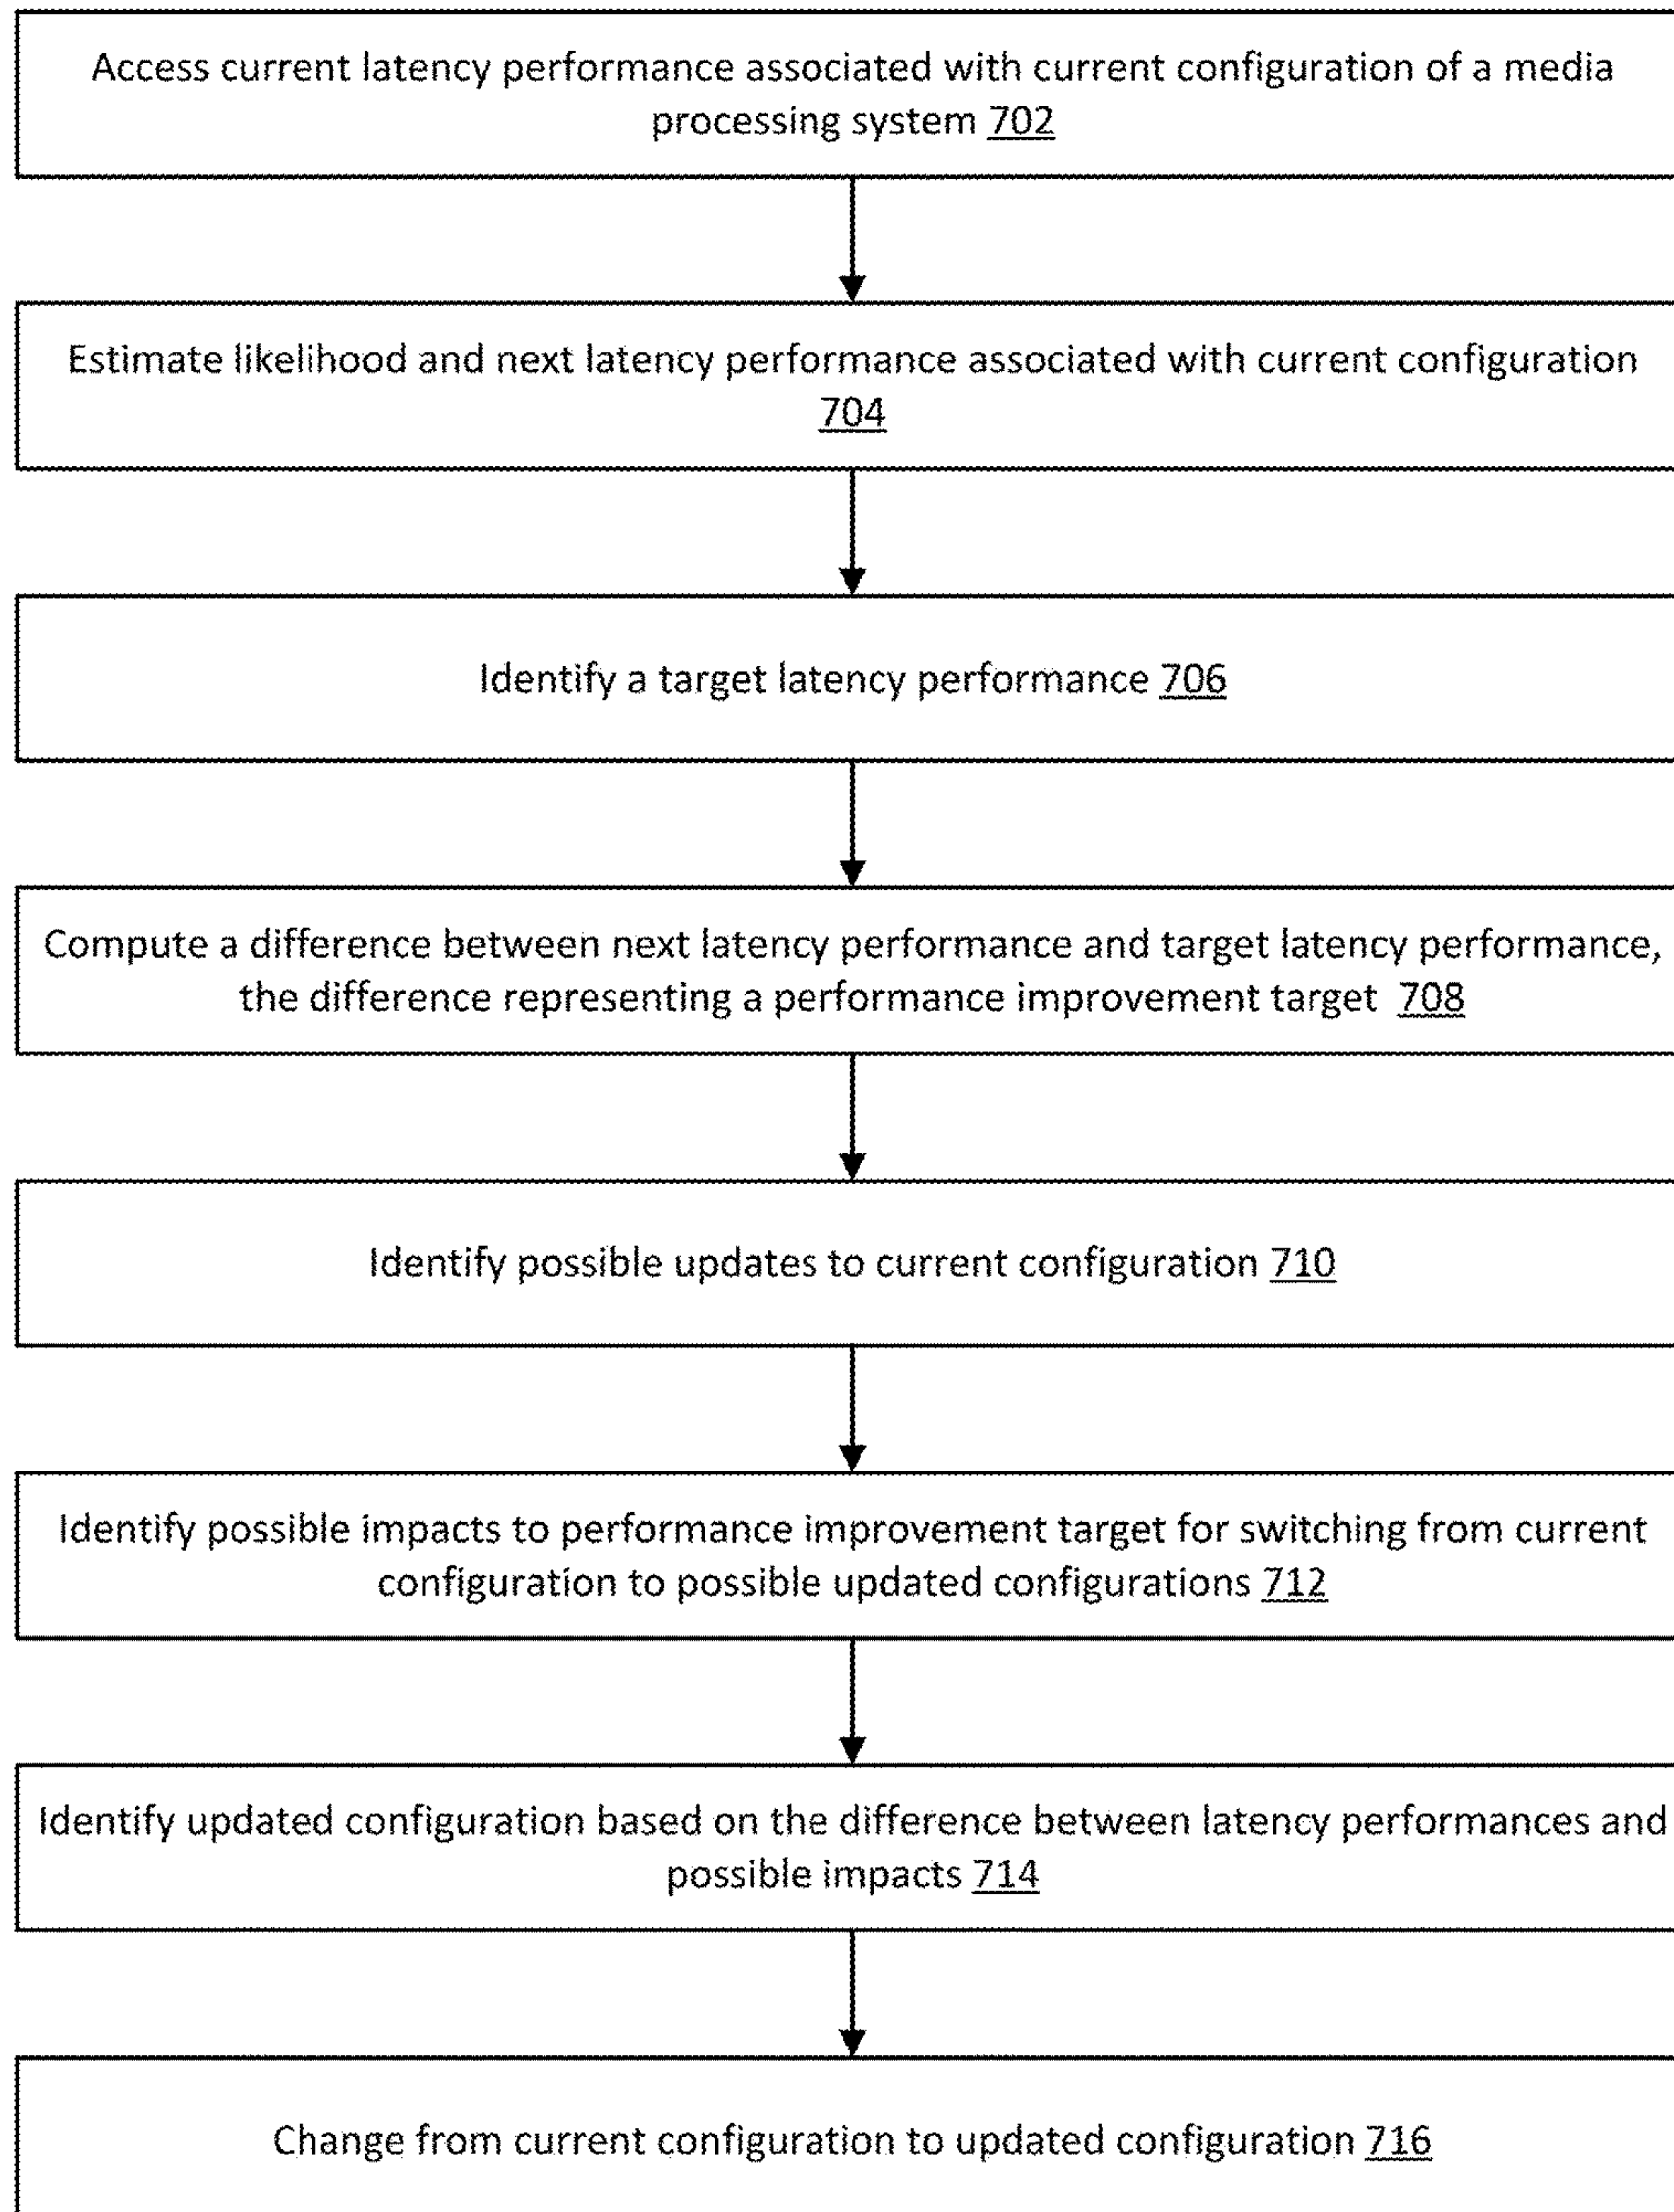 Access current latency performance associated with current configuration of a media
processing system 702
Estimate likelihood and next latency performance associated with current configuration
704
Identify a target latency performance 706
Compute a difference between next latency performance and target latency performance,
the difference representing a performance improvement target 708
Identify possible updates to current configuration 710
Identify possible impacts to performance improvement target for switching from current
configuration to possible updated configurations 712
Identify updated configuration based on the difference between latency performances and
possible impacts 714
Change from current configuration to updated configuration 716